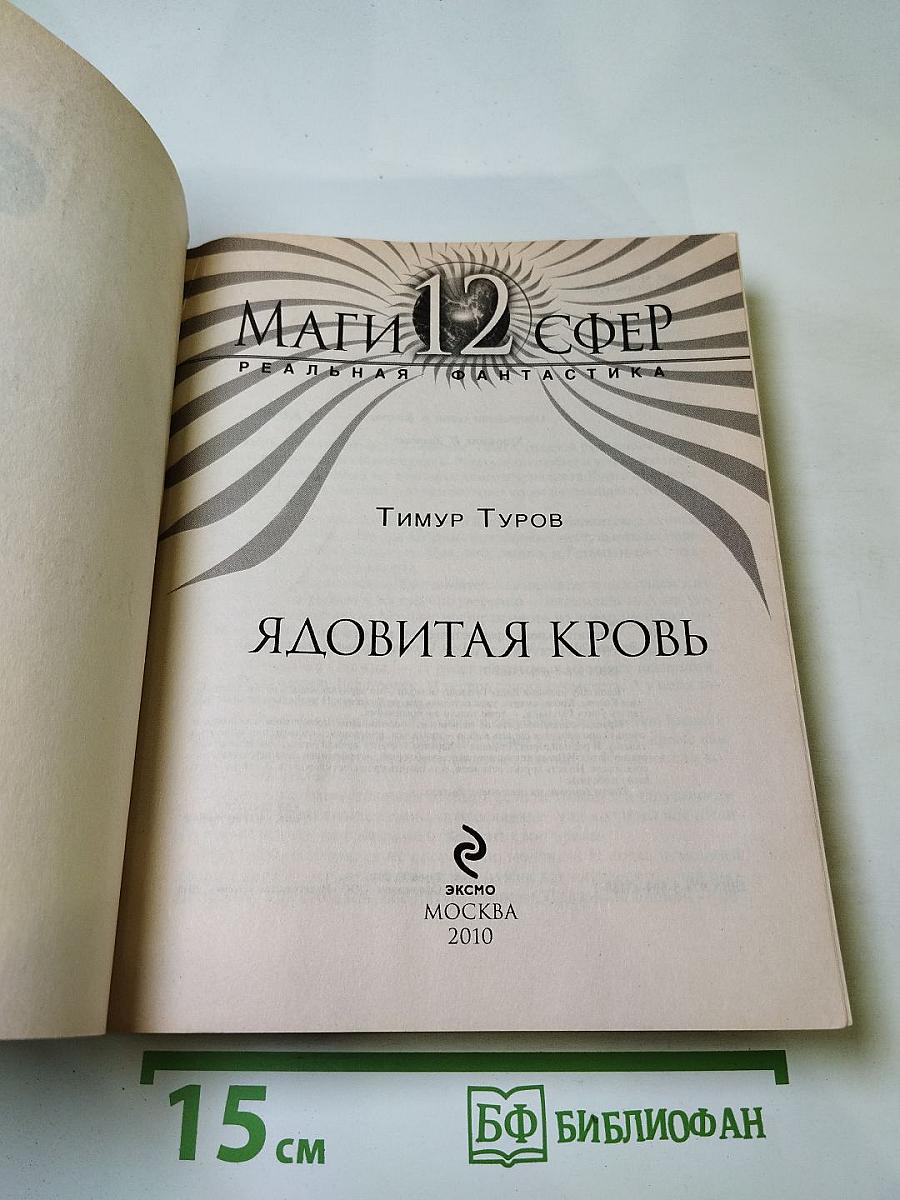 МАГИ 12 СФЕР
РЕАЛЬНАЯ ФАНТАСТИКА
ТИМУР ТУРОВ
ЯДОВИТАЯ КРОВЬ
ЭКСМО
МОСКВА
2010
15 см
БФ БИБЛИОФАН